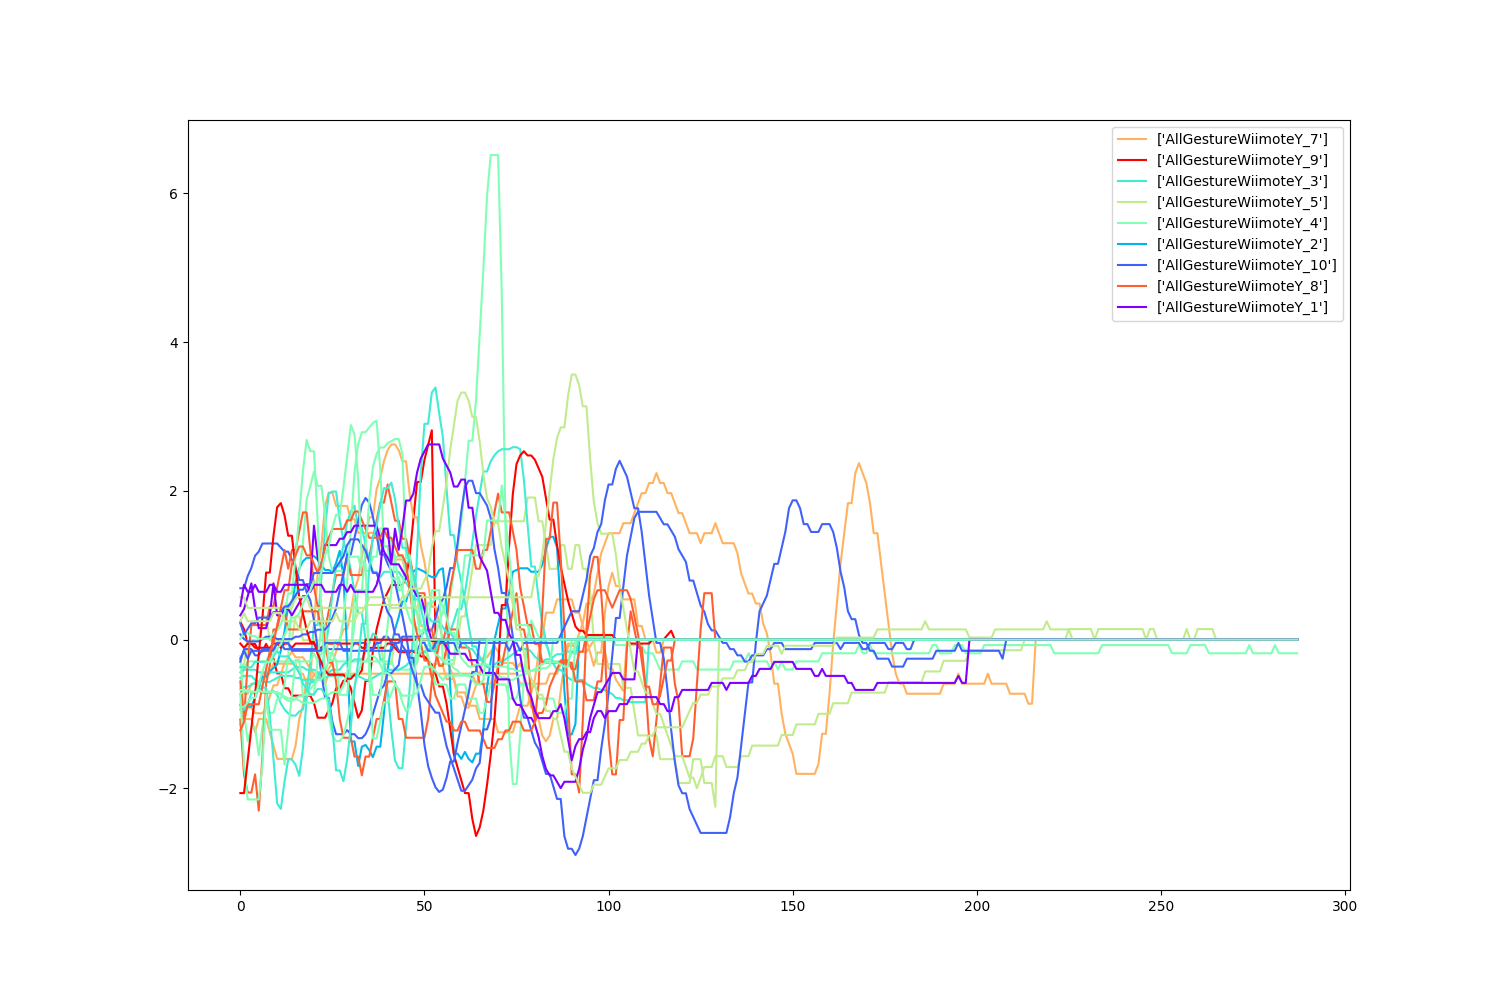 ['AllGestureWiimoteY_7']
['AllGestureWiimoteY_9']
['AllGestureWiimoteY_3']
['AllGestureWiimoteY_5']
['AllGestureWiimoteY_4']
['AllGestureWiimoteY_2']
['AllGestureWiimoteY_10']
['AllGestureWiimoteY_8']
['AllGestureWiimoteY_1']
6
4
2
0
−2
0 50 100 150 200 250 300